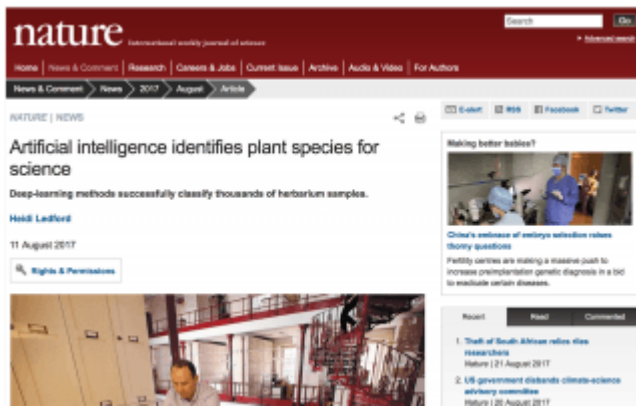 Search
Go
nature International weekly journal of science
Advanced search
Home | News & Comment | Research | Careers & Jobs | Current Issue | Archive | Audio & Video | For Authors
News & Comment News 2017 August Article
NATURE | NEWS
Artificial intelligence identifies plant species for
science
Deep-learning methods successfully classify thousands of herbarium samples.
Heidi Ledford
11 August 2017
Rights & Permissions
E-alert RSS Facebook Twitter
Making better babies?
China's embrace of embryo selection raises
thorny questions
Fertility centres are making a massive push to
increase preimplantation genetic diagnosis in a bid
to eradicate certain diseases.
Recent Read Commented
1. Theft of South African relics riles
researchers
Nature | 21 August 2017
2. US government disbands climate-science
advisory committee
Nature | 20 August 2017